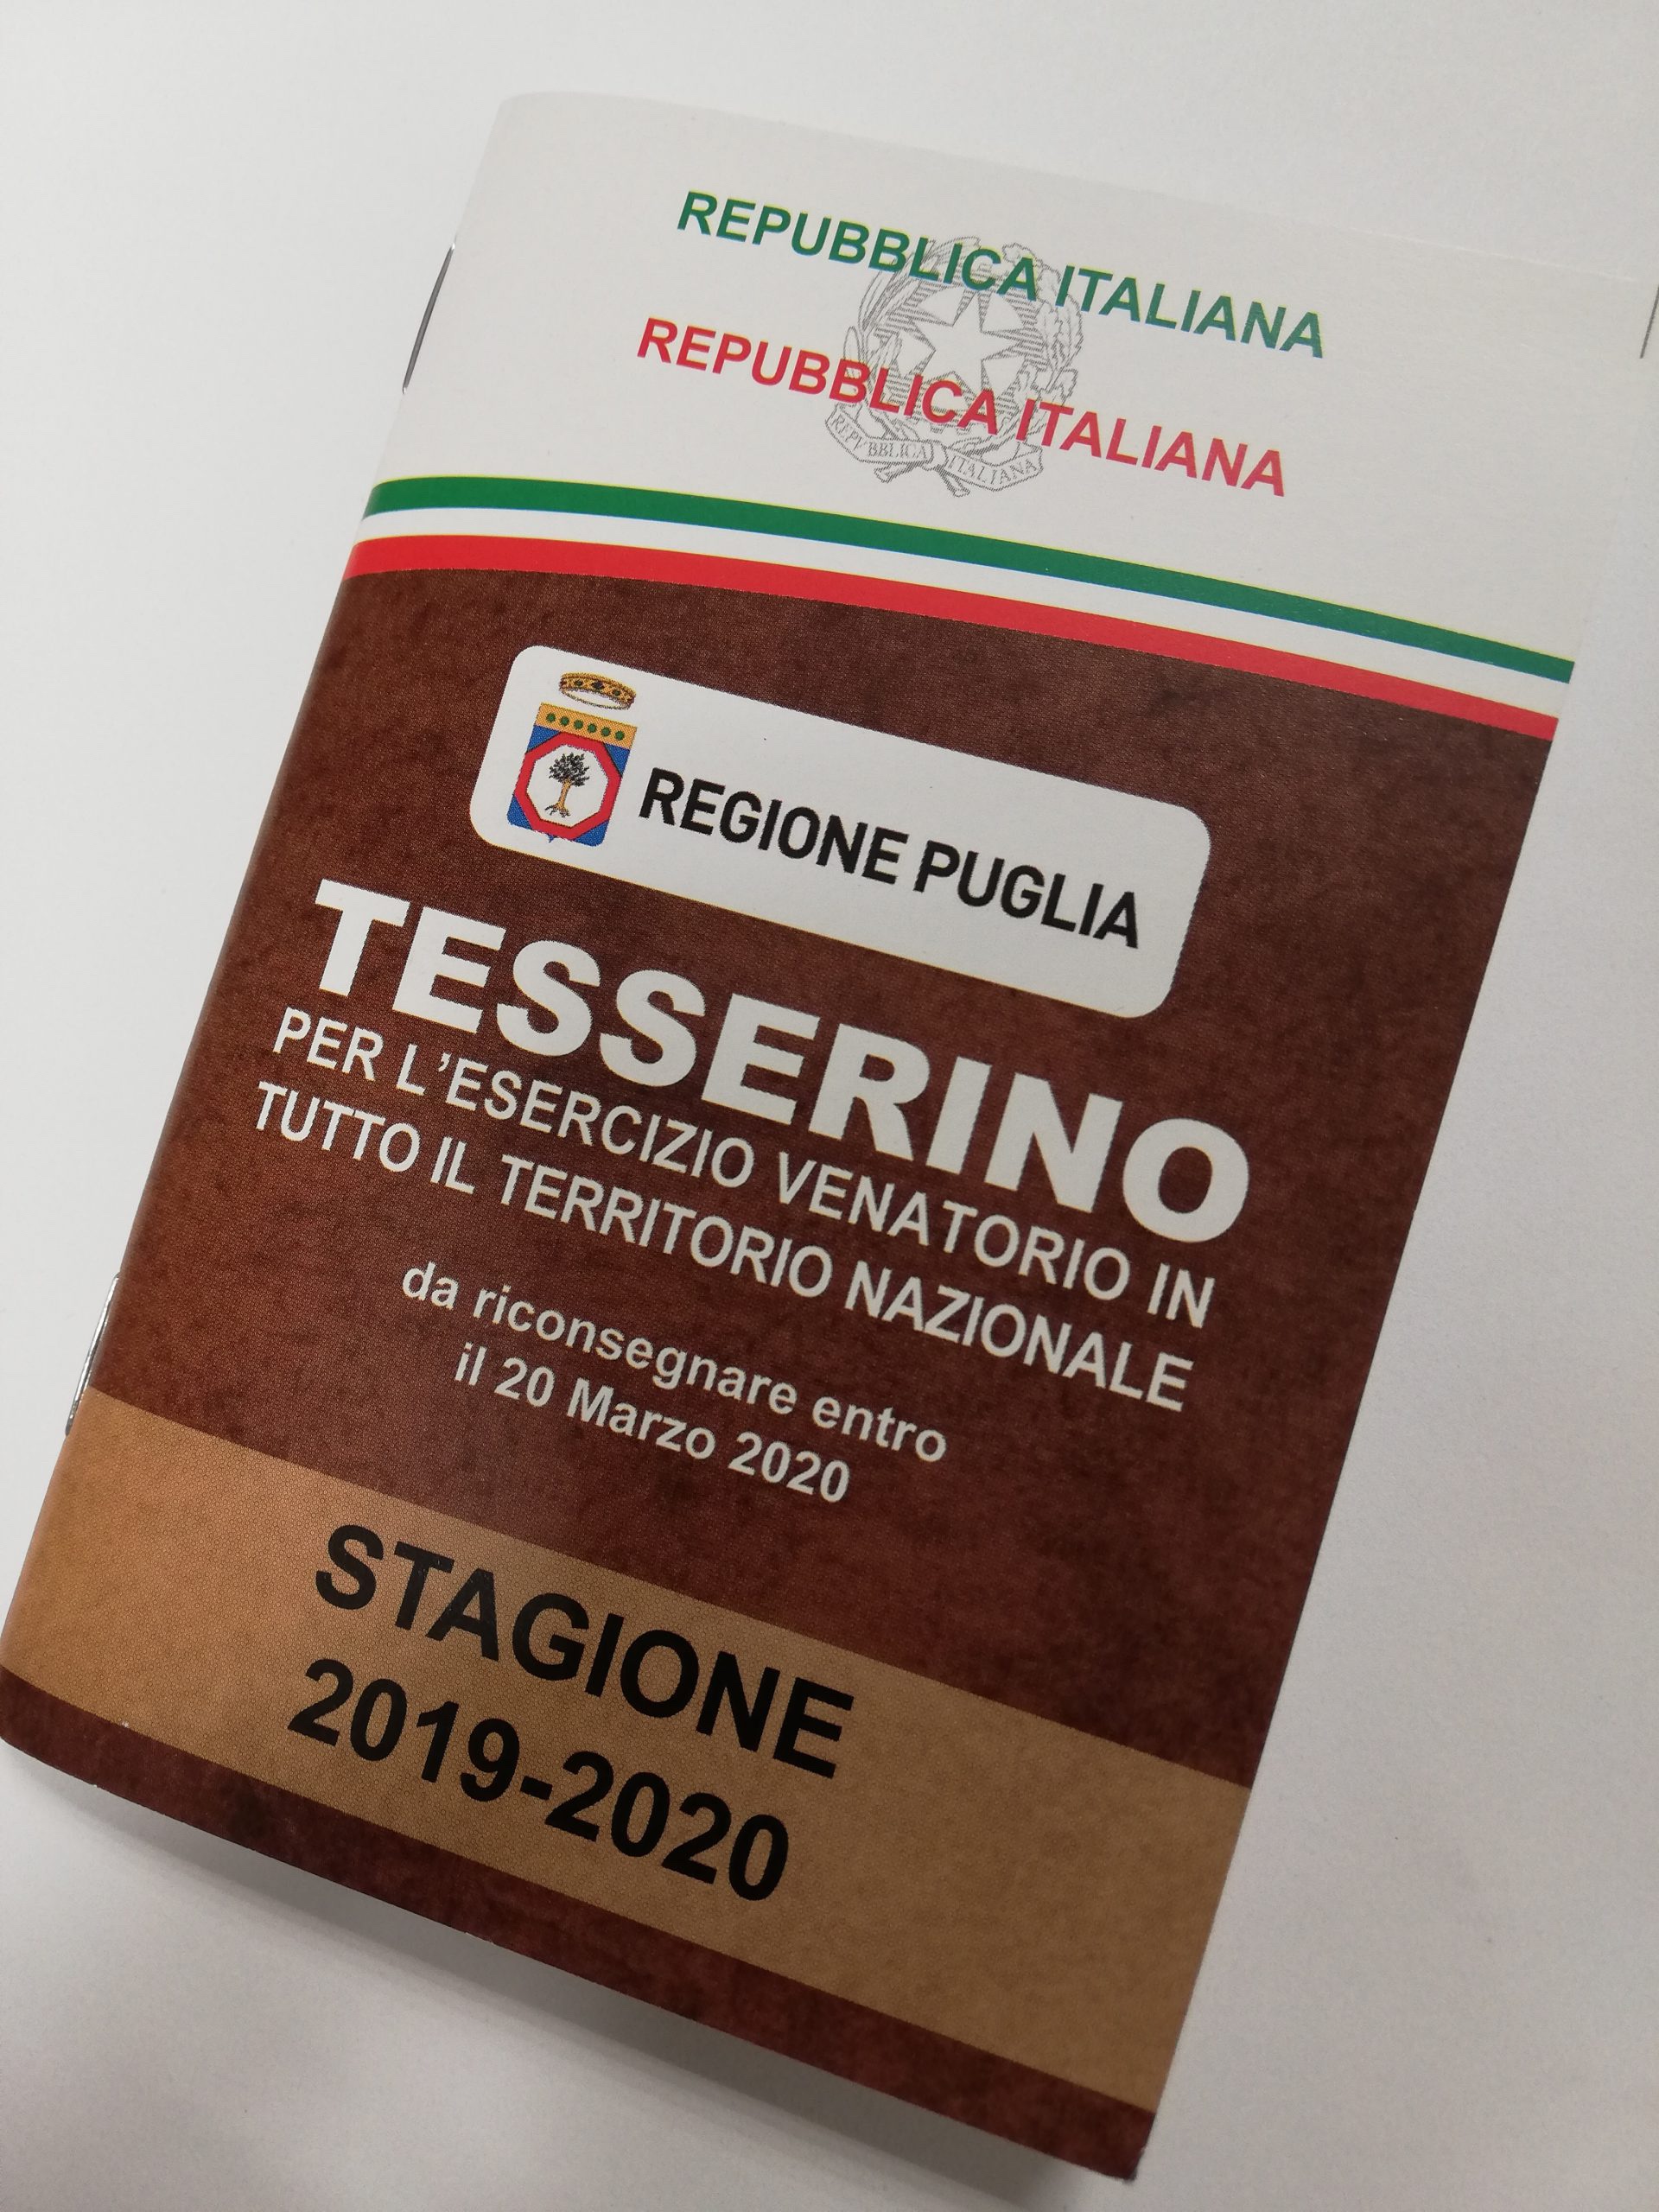 REPUBBLICA ITALIANA
REPUBBLICA ITALIANA
REPVBBLICA ITALIANA
REGIONE PUGLIA
TESSERINO
PER L'ESERCIZIO VENATORIO IN
TUTTO IL TERRITORIO NAZIONALE
da riconsegnare entro
il 20 Marzo 2020
STAGIONE
2019-2020